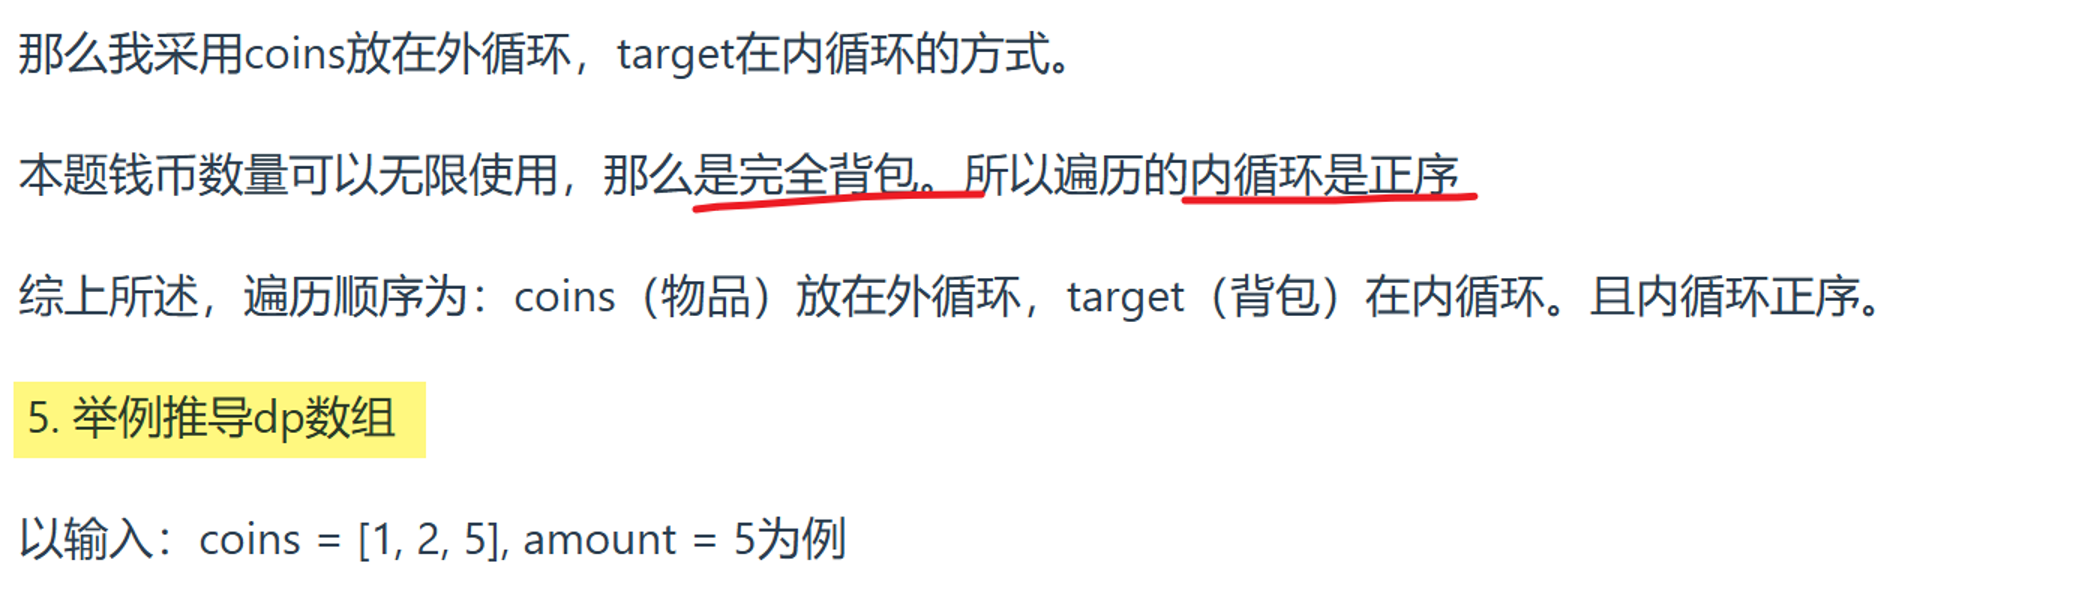 那么我采用coins放在外循环，target在内循环的方式。
本题钱币数量可以无限使用，那么是完全背包。所以遍历的内循环是正序
综上所述，遍历顺序为：coins（物品）放在外循环，target（背包）在内循环。且内循环正序。
5. 举例推导dp数组
以输入：coins = [1, 2, 5], amount = 5为例